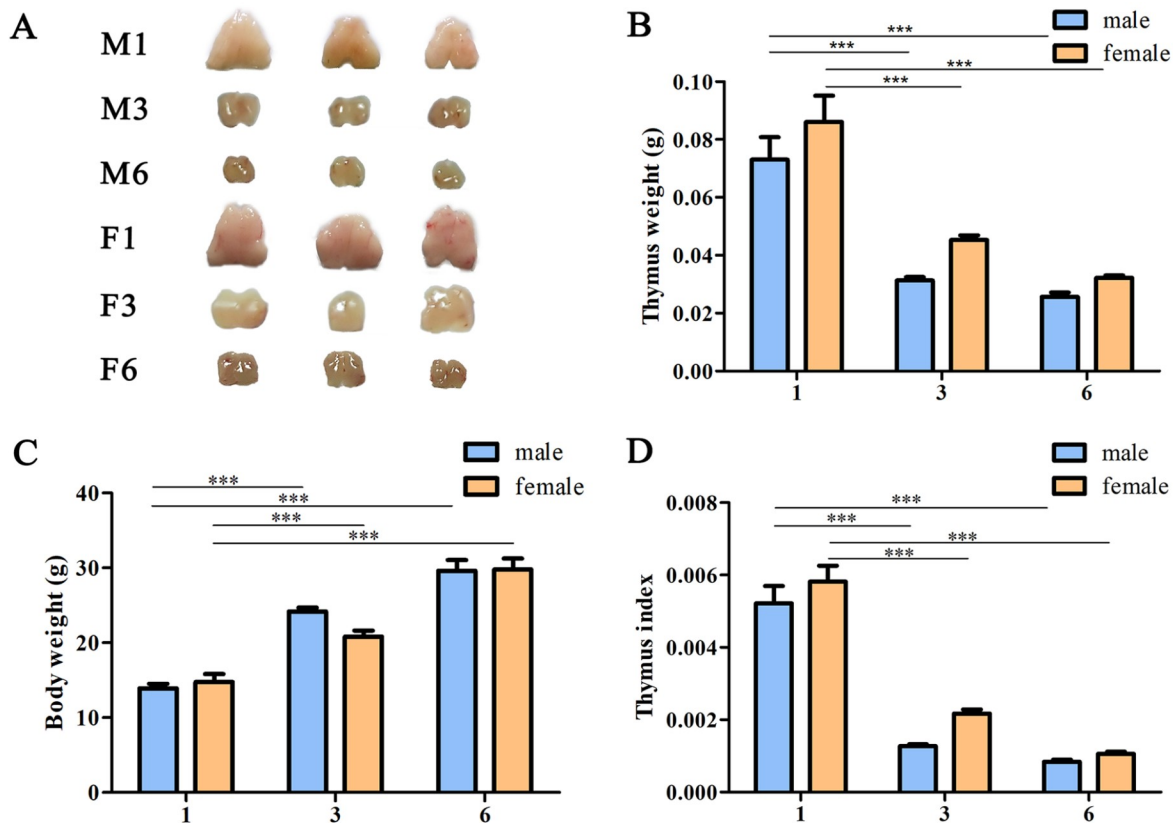 A
M1
M3
M6
F1
F3
F6
B
male
female
***
***
***
***
Thymus weight (g)
0.10
0.08
0.06
0.04
0.02
0.00
1 3 6
C
male
female
***
***
***
***
Body weight (g)
40
30
20
10
0
1 3 6
D
male
female
***
***
***
***
Thymus index
0.008
0.006
0.004
0.002
0.000
1 3 6